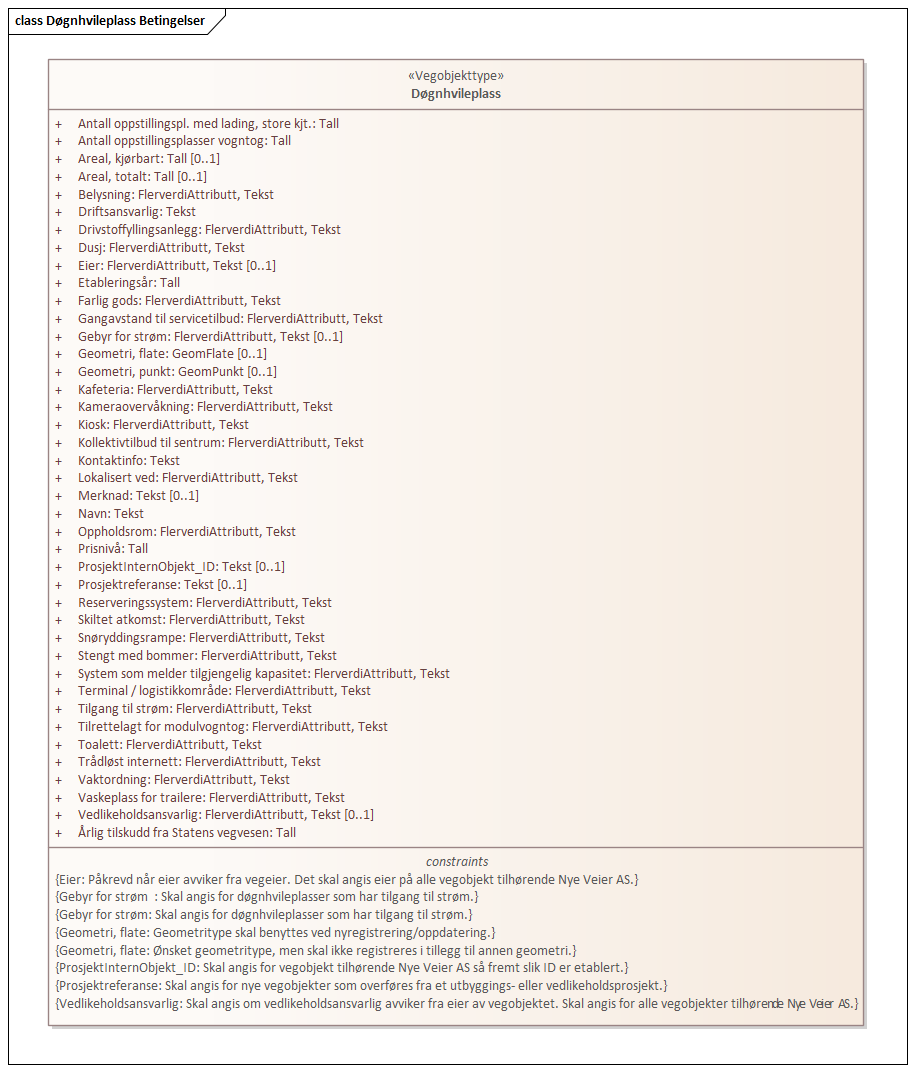 class Døgnhvileplass Betingelser
«Vegobjekttype»
Døgnhvileplass
+ Antall oppstillingspl. med lading, store kjt.: Tall
+ Antall oppstillingsplasser vogntog: Tall
+ Areal, kjørbart: Tall [0..1]
+ Areal, totalt: Tall [0..1]
+ Belysning: FlerverdiAttributt, Tekst
+ Driftsansvarlig: Tekst
+ Drivstoffyllingsanlegg: FlerverdiAttributt, Tekst
+ Dusj: FlerverdiAttributt, Tekst
+ Eier: FlerverdiAttributt, Tekst [0..1]
+ Etableringsår: Tall
+ Farlig gods: FlerverdiAttributt, Tekst
+ Gangavstand til servicetilbud: FlerverdiAttributt, Tekst
+ Gebyr for strøm: FlerverdiAttributt, Tekst [0..1]
+ Geometri, flate: GeomFlate [0..1]
+ Geometri, punkt: GeomPunkt [0..1]
+ Kafeteria: FlerverdiAttributt, Tekst
+ Kameraovervåkning: FlerverdiAttributt, Tekst
+ Kiosk: FlerverdiAttributt, Tekst
+ Kollektivtilbud til sentrum: FlerverdiAttributt, Tekst
+ Kontaktinfo: Tekst
+ Lokalisert ved: FlerverdiAttributt, Tekst
+ Merknad: Tekst [0..1]
+ Navn: Tekst
+ Oppholdsrom: FlerverdiAttributt, Tekst
+ Prisnivå: Tall
+ ProsjektInternObjekt_ID: Tekst [0..1]
+ Prosjektreferanse: Tekst [0..1]
+ Reserveringssystem: FlerverdiAttributt, Tekst
+ Skiltet atkomst: FlerverdiAttributt, Tekst
+ Snøryddingsrampe: FlerverdiAttributt, Tekst
+ Stengt med bommer: FlerverdiAttributt, Tekst
+ System som melder tilgjengelig kapasitet: FlerverdiAttributt, Tekst
+ Terminal / logistikkområde: FlerverdiAttributt, Tekst
+ Tilgang til strøm: FlerverdiAttributt, Tekst
+ Tilrettelagt for modulvogntog: FlerverdiAttributt, Tekst
+ Toalett: FlerverdiAttributt, Tekst
+ Trådløst internett: FlerverdiAttributt, Tekst
+ Vaktordning: FlerverdiAttributt, Tekst
+ Vaskeplass for trailere: FlerverdiAttributt, Tekst
+ Vedlikeholdsansvarlig: FlerverdiAttributt, Tekst [0..1]
+ Årlig tilskudd fra Statens vegvesen: Tall
constraints
{Eier: Påkrevd når eier avviker fra vegeier. Det skal angis eier på alle vegobjekt tilhørende Nye Veier AS.}
{Gebyr for strøm  : Skal angis for døgnhvileplasser som har tilgang til strøm.}
{Gebyr for strøm: Skal angis for døgnhvileplasser som har tilgang til strøm.}
{Geometri, flate: Geometritype skal benyttes ved nyregistrering/oppdatering.}
{Geometri, flate: Ønsket geometritype, men skal ikke registreres i tillegg til annen geometri.}
{ProsjektInternObjekt_ID: Skal angis for vegobjekt tilhørende Nye Veier AS så fremt slik ID er etablert.}
{Prosjektreferanse: Skal angis for nye vegobjekter som overføres fra et utbyggings- eller vedlikeholdsprosjekt.}
{Vedlikeholdsansvarlig: Skal angis om vedlikeholdsansvarlig avviker fra eier av vegobjektet. Skal angis for alle vegobjekter tilhørende Nye Veier AS.}